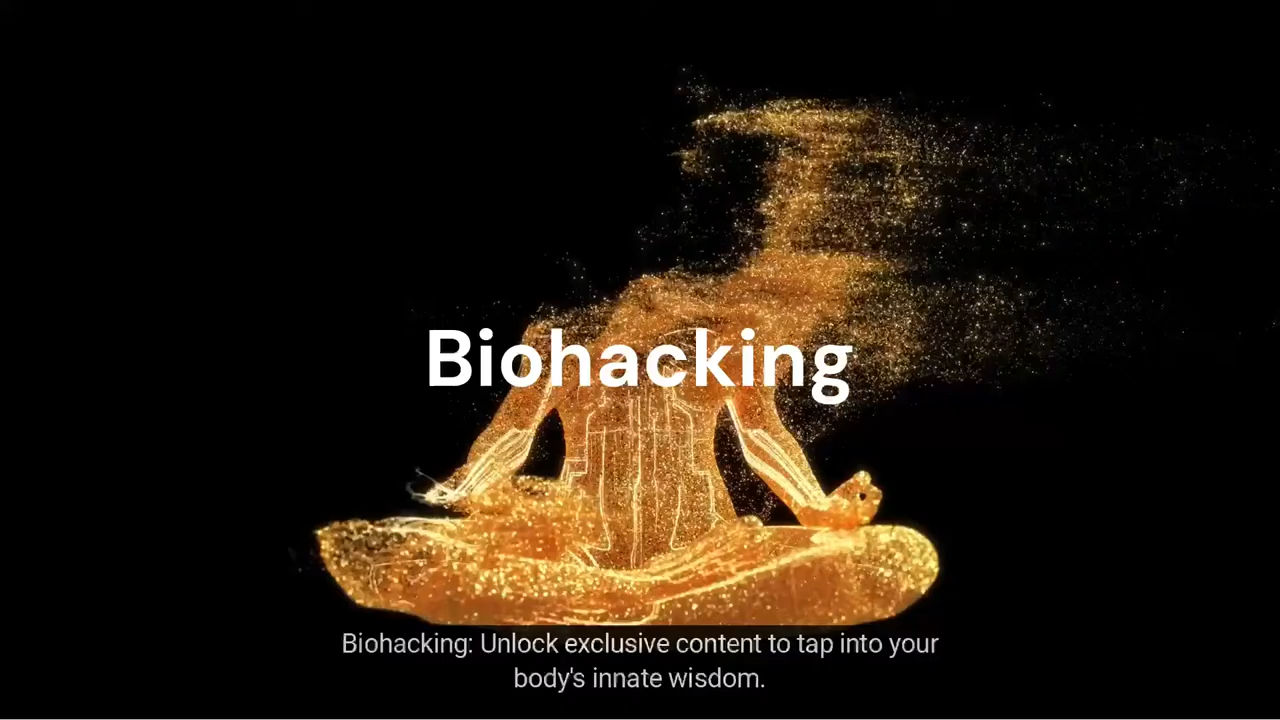 Biohacking
Biohacking: Unlock exclusive content to tap into your
body's innate wisdom.